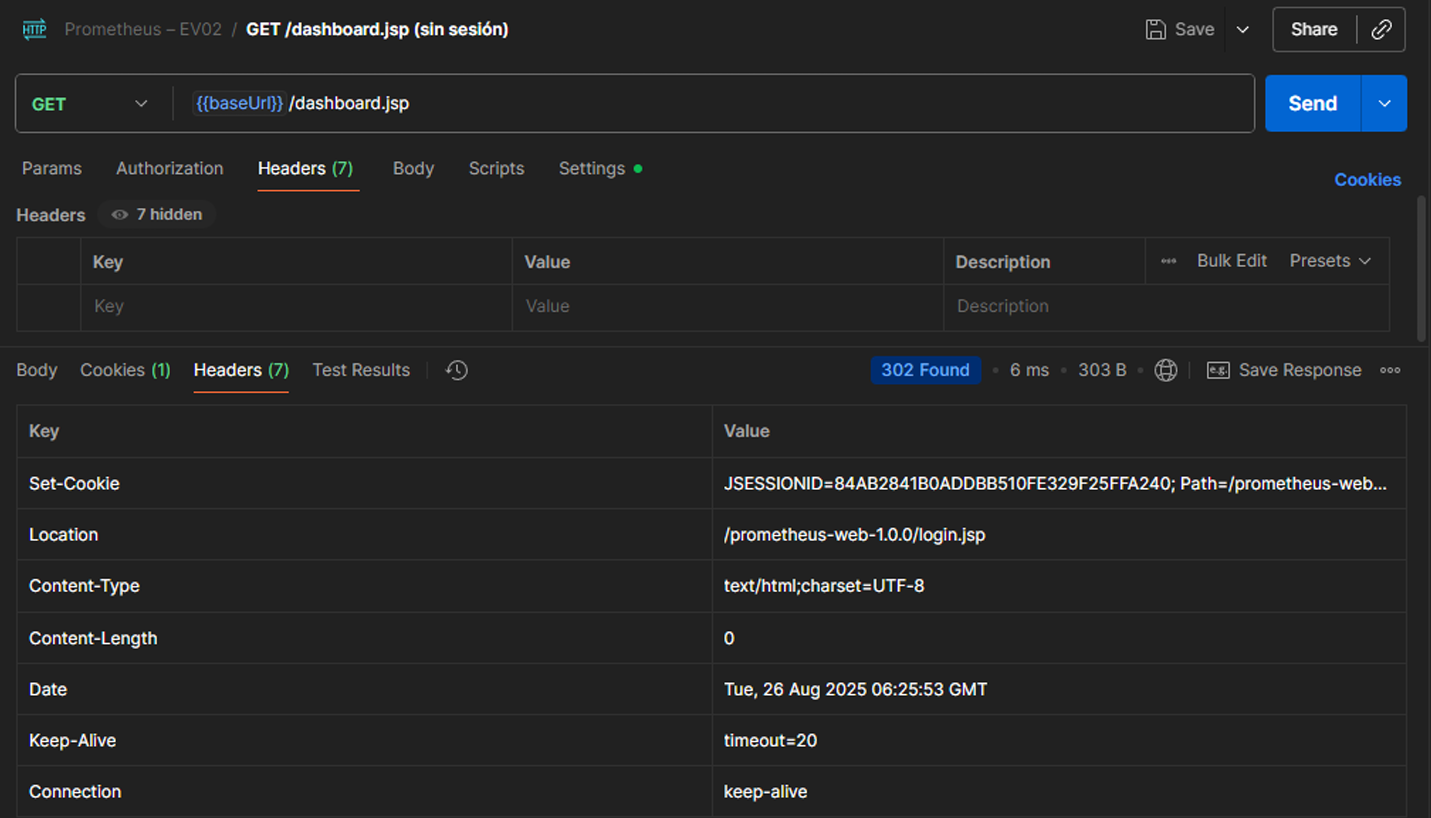 HTTP Prometheus – EV02 / GET /dashboard.jsp (sin sesión) Save Share
GET {{baseUrl}} /dashboard.jsp Send
Params Authorization Headers (7) Body Scripts Settings Cookies
Headers 7 hidden
Key Value Description Bulk Edit Presets
Key Value Description
Body Cookies (1) Headers (7) Test Results 302 Found • 6 ms • 303 B • e.g. Save Response
Key Value
Set-Cookie JSESSIONID=84AB2841B0ADDBB510FE329F25FFA240; Path=/prometheus-web...
Location /prometheus-web-1.0.0/login.jsp
Content-Type text/html;charset=UTF-8
Content-Length 0
Date Tue, 26 Aug 2025 06:25:53 GMT
Keep-Alive timeout=20
Connection keep-alive